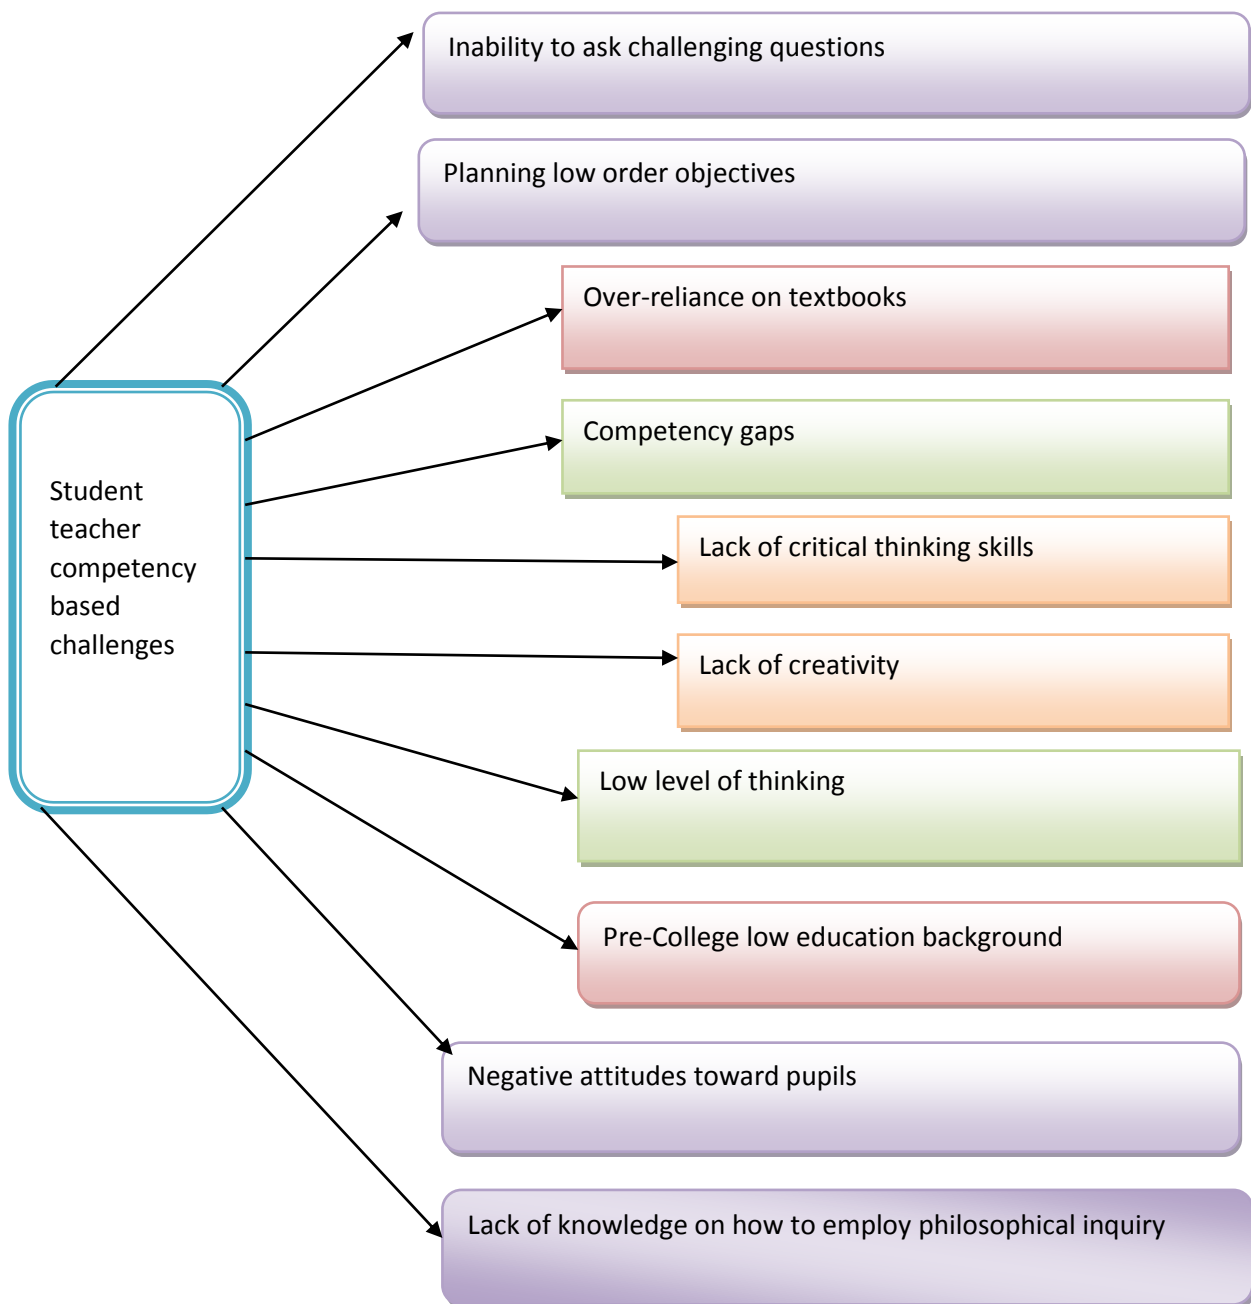 Inability to ask challenging questions
Planning low order objectives
Over-reliance on textbooks
Competency gaps
Student
teacher
competency
based
challenges
Lack of critical thinking skills
Lack of creativity
Low level of thinking
Pre-College low education background
Negative attitudes toward pupils
Lack of knowledge on how to employ philosophical inquiry